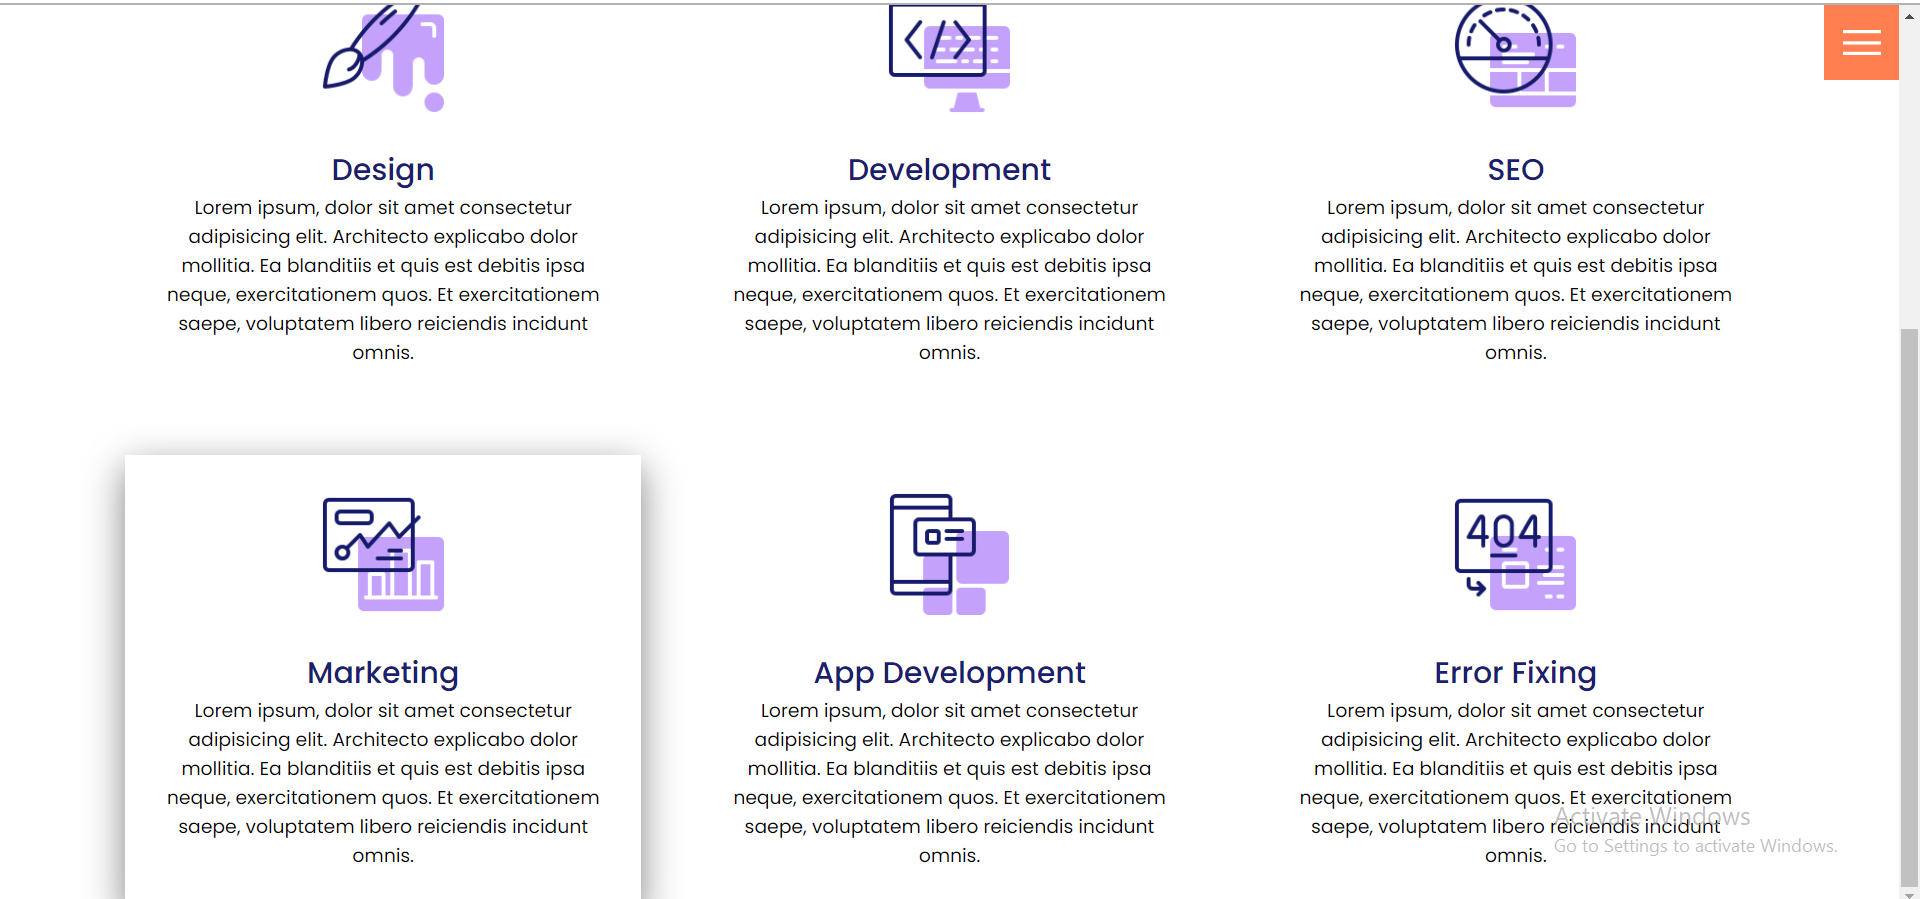 Design
Lorem ipsum, dolor sit amet consectetur
adipisicing elit. Architecto explicabo dolor
mollitia. Ea blanditiis et quis est debitis ipsa
neque, exercitationem quos. Et exercitationem
saepe, voluptatem libero reiciendis incidunt
omnis.
</>
Development
Lorem ipsum, dolor sit amet consectetur
adipisicing elit. Architecto explicabo dolor
mollitia. Ea blanditiis et quis est debitis ipsa
neque, exercitationem quos. Et exercitationem
saepe, voluptatem libero reiciendis incidunt
omnis.
SEO
Lorem ipsum, dolor sit amet consectetur
adipisicing elit. Architecto explicabo dolor
mollitia. Ea blanditiis et quis est debitis ipsa
neque, exercitationem quos. Et exercitationem
saepe, voluptatem libero reiciendis incidunt
omnis.
Marketing
Lorem ipsum, dolor sit amet consectetur
adipisicing elit. Architecto explicabo dolor
mollitia. Ea blanditiis et quis est debitis ipsa
neque, exercitationem quos. Et exercitationem
saepe, voluptatem libero reiciendis incidunt
omnis.
App Development
Lorem ipsum, dolor sit amet consectetur
adipisicing elit. Architecto explicabo dolor
mollitia. Ea blanditiis et quis est debitis ipsa
neque, exercitationem quos. Et exercitationem
saepe, voluptatem libero reiciendis incidunt
omnis.
404
Error Fixing
Lorem ipsum, dolor sit amet consectetur
adipisicing elit. Architecto explicabo dolor
mollitia. Ea blanditiis et quis est debitis ipsa
neque, exercitationem quos. Et exercitationem
saepe, voluptatem libero reiciendis incidunt
omnis.
Activate Windows
Go to Settings to activate Windows.